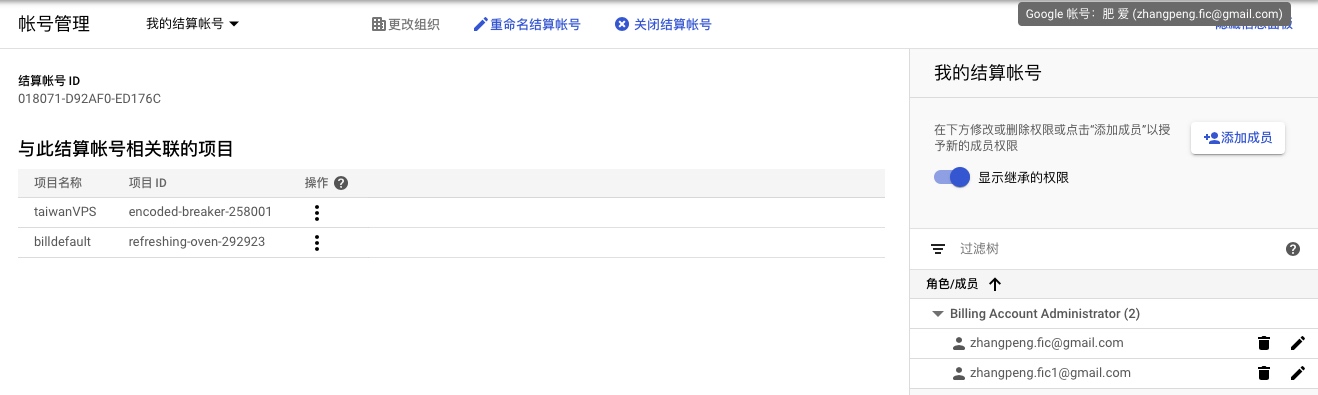 帐号管理
我的结算帐号
更改组织
重命名结算帐号
关闭结算帐号
Google 帐号：肥 爱 (zhangpeng.fic@gmail.com)
隐藏信息面板
结算帐号 ID
018071-D92AF0-ED176C
与此结算帐号相关联的项目
项目名称 项目 ID 操作
taiwanVPS encoded-breaker-258001
billdefault refreshing-oven-292923
我的结算帐号
在下方修改或删除权限或点击“添加成员”以授
予新的成员权限
添加成员
显示继承的权限
过滤树
角色/成员
Billing Account Administrator (2)
zhangpeng.fic@gmail.com
zhangpeng.fic1@gmail.com